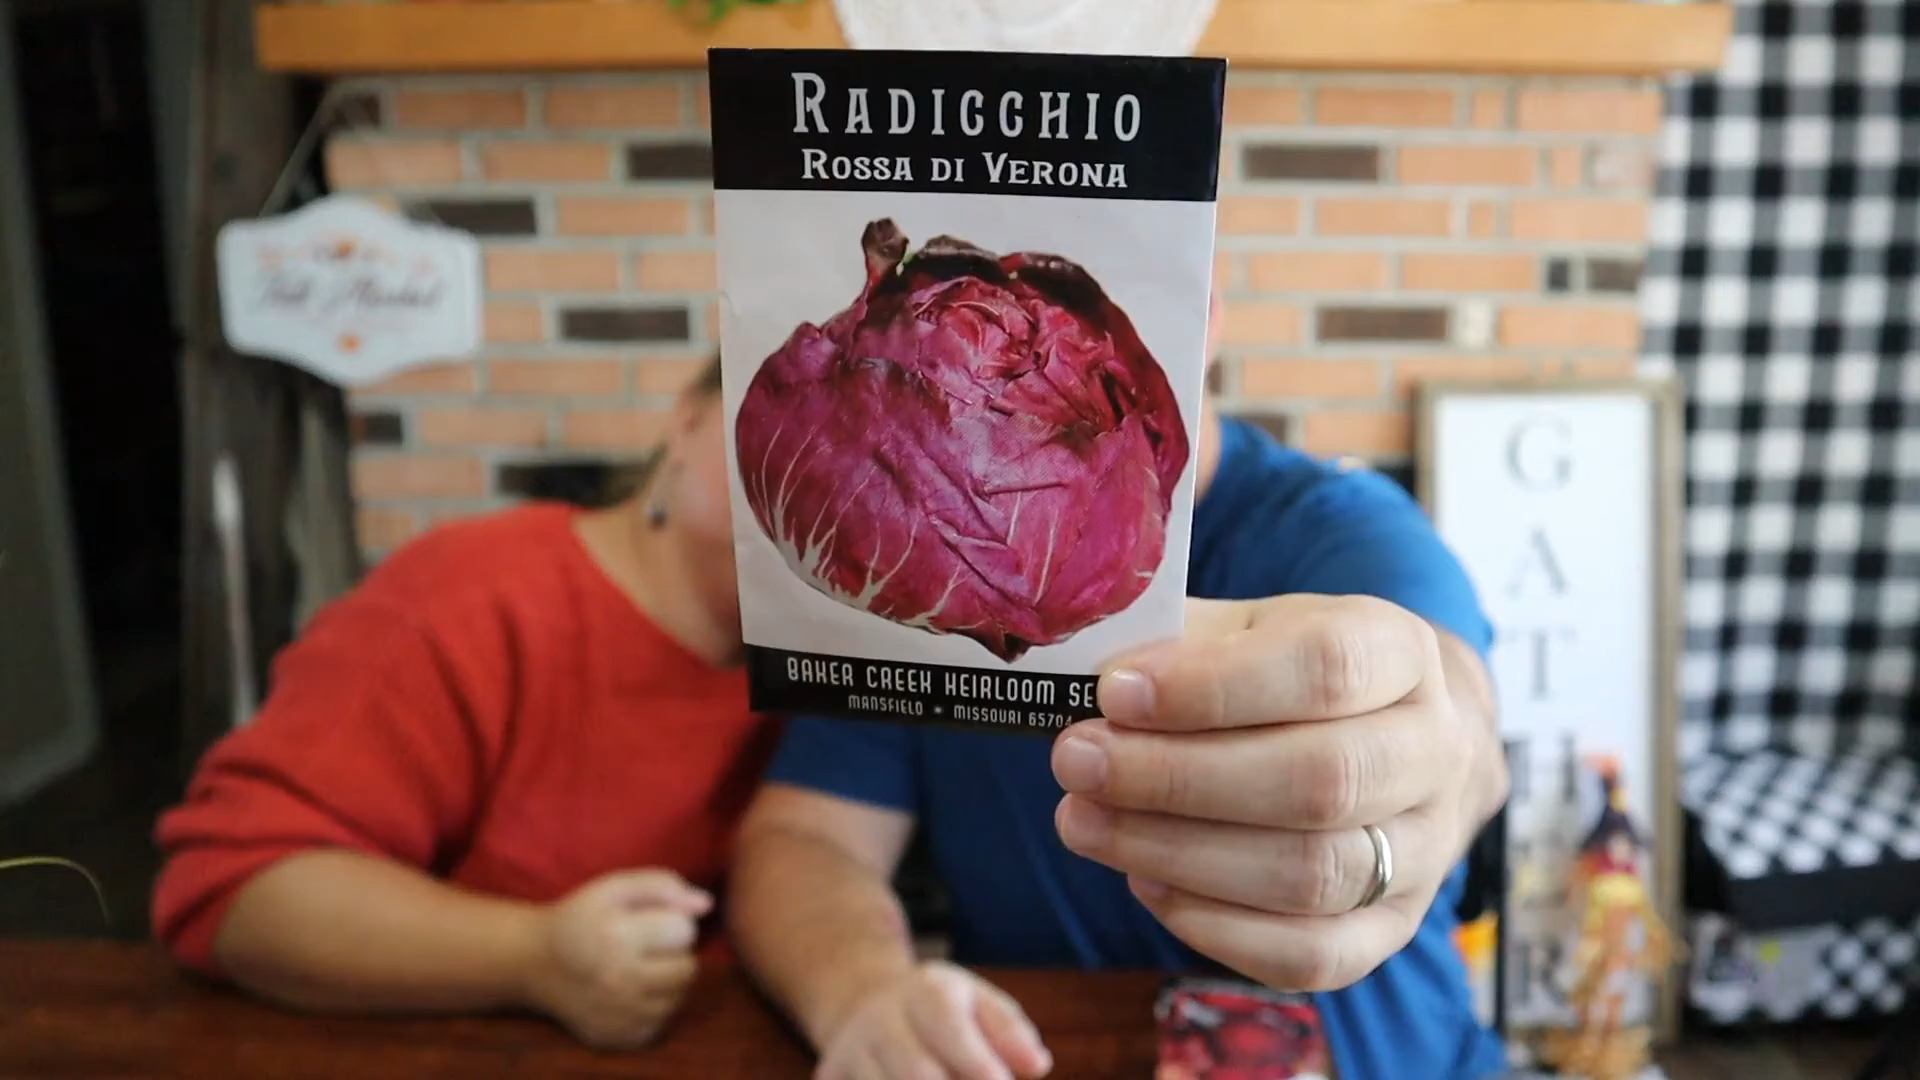 RADICCHIO
ROSSA DI VERONA
BAKER CREEK HEIRLOOM SE
MANSFIELD * MISSOURI 65704
G
A
T
H
E
R